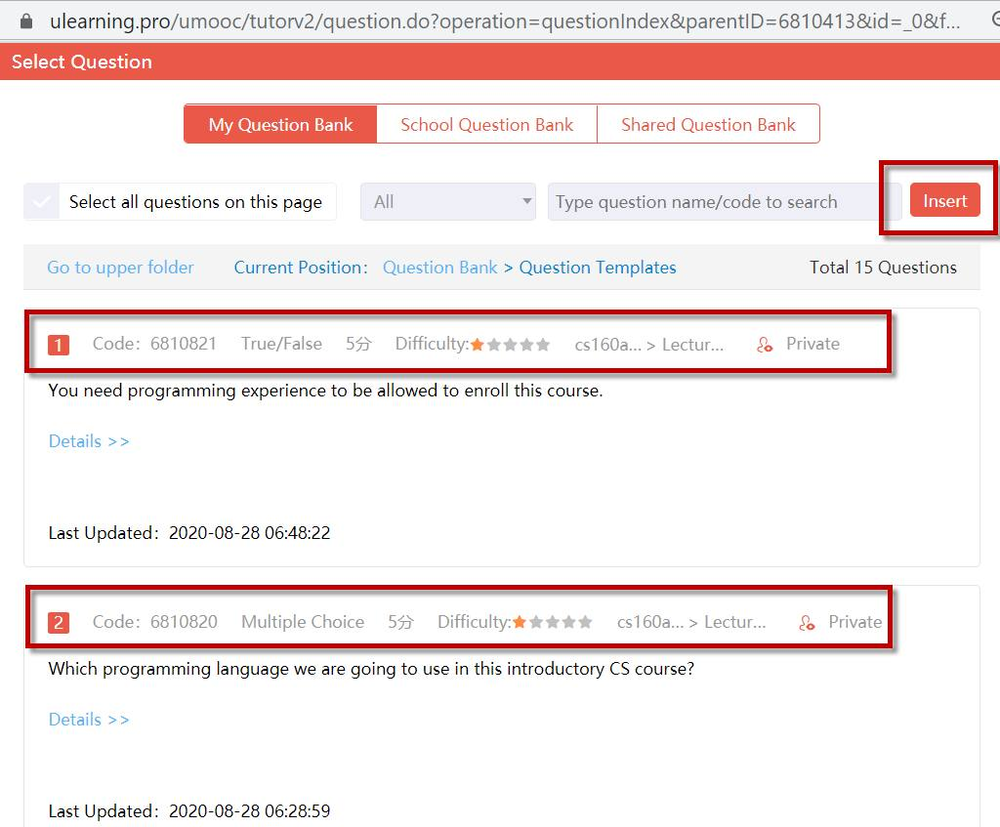 ulearning.pro/umooc/tutorv2/question.do?operation=questionIndex&parentID=6810413&id=_0&f...
Select Question
My Question Bank School Question Bank Shared Question Bank
Select all questions on this page All Type question name/code to search Insert
Go to upper folder Current Position： Question Bank > Question Templates Total 15 Questions
1 Code：6810821 True/False 5分 Difficulty: cs160a... > Lectur... Private
You need programming experience to be allowed to enroll this course.
Details >>
Last Updated：2020-08-28 06:48:22
2 Code：6810820 Multiple Choice 5分 Difficulty: cs160a... > Lectur... Private
Which programming language we are going to use in this introductory CS course?
Details >>
Last Updated：2020-08-28 06:28:59